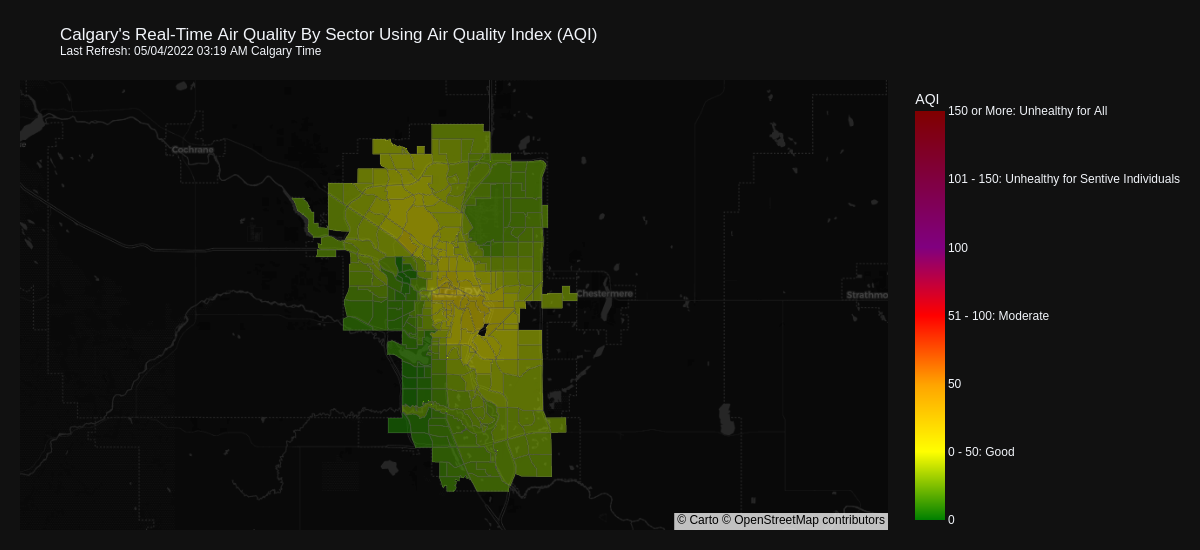 Calgary's Real-Time Air Quality By Sector Using Air Quality Index (AQI)
Last Refresh: 05/04/2022 03:19 AM Calgary Time
AQI
150 or More: Unhealthy for All
Cochrane
101 - 150: Unhealthy for Sentive Individuals
100
Chestermere
Strathmo
51 - 100: Moderate
50
0 - 50: Good
0
© Carto © OpenStreetMap contributors